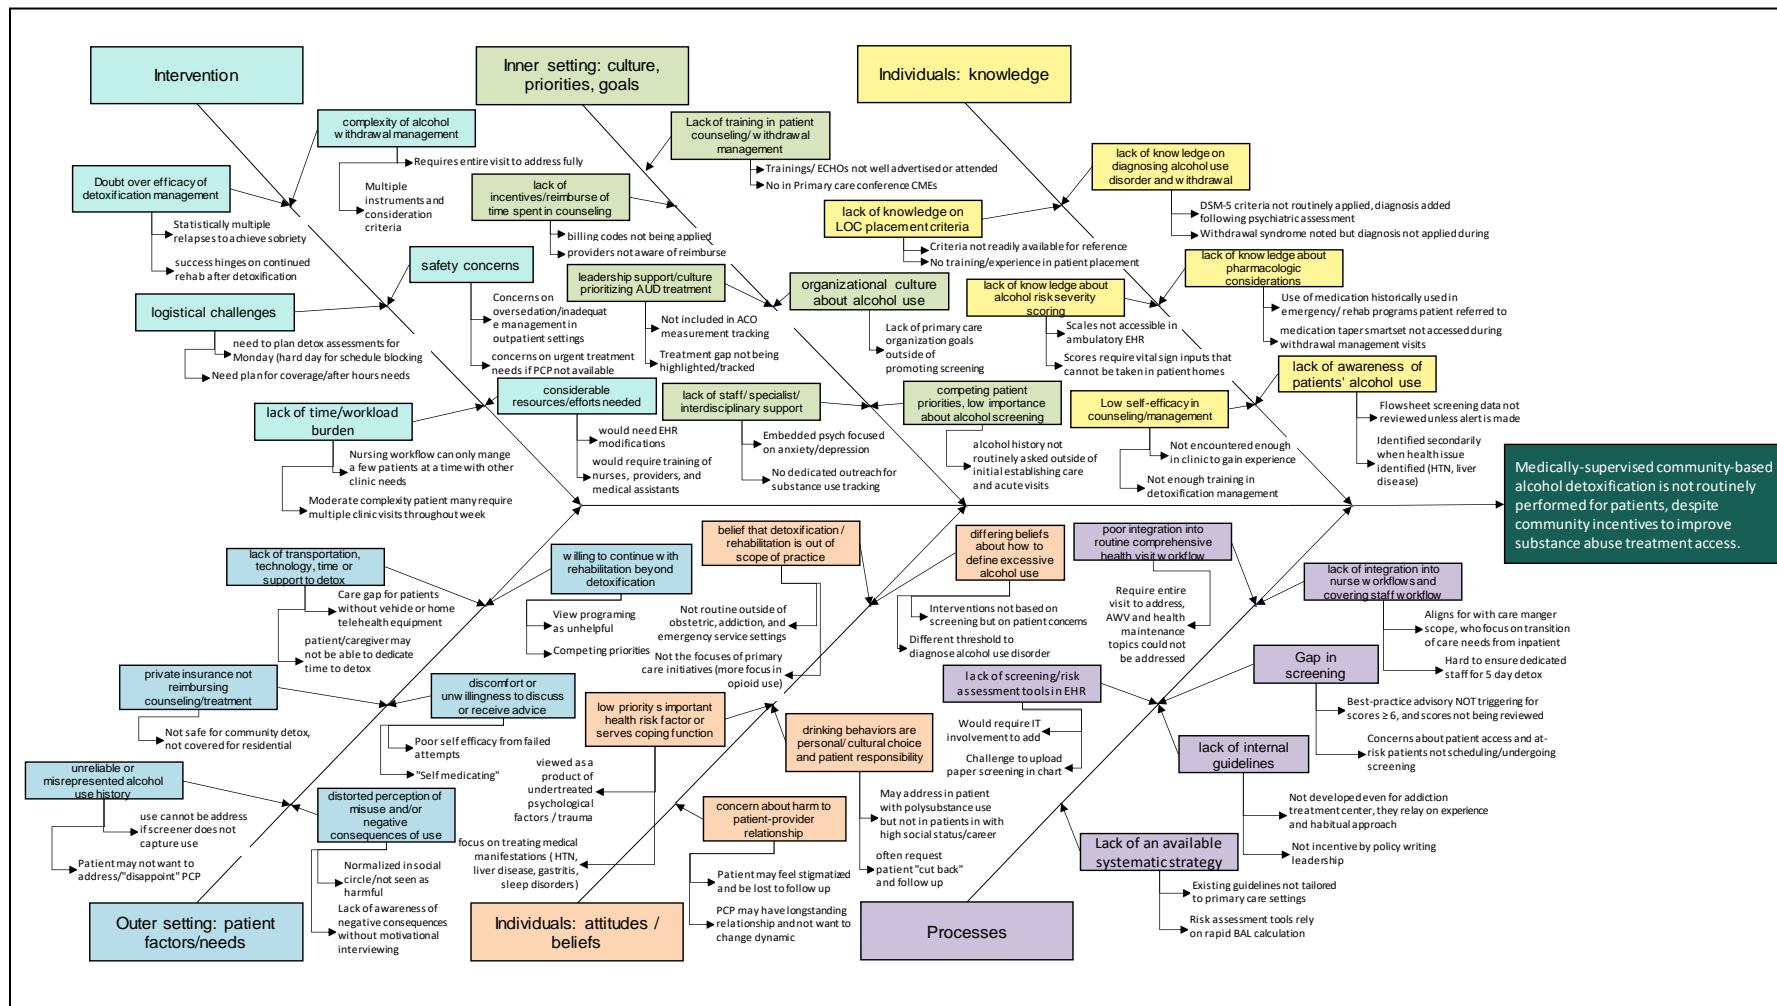 Intervention
Inner setting: culture,
priorities, goals
Individuals: knowledge
complexity of alcohol
withdrawal management
Requires entire visit to address fully
Multiple
instruments and
consideration
criteria
Doubt over efficacy of
detoxification management
Statistically multiple
relapses to achieve sobriety
success hinges on continued
rehab after detoxification
safety concerns
Concerns on
oversedation/inadequat
e management in
outpatient settings
concerns on urgent treatment
needs if PCP not available
logistical challenges
need to plan detox assessments for
Monday (hard day for schedule blocking
Need plan for coverage/after hours needs
considerable
resources/efforts needed
would need EHR
modifications
would require training of
nurses, providers, and
medical assistants
lack of time/workload
burden
Nursing workflow can only mange
a few patients at a time with other
clinic needs
Moderate complexity patient many require
multiple clinic visits throughout week
Lack of training in patient
counseling/ withdrawal
management
Trainings/ ECHOs not well advertised or attended
No in Primary care conference CMEs
lack of
incentives/reimburse of
time spent in counseling
billing codes not being applied
providers not aware of reimburse
leadership support/culture
prioritizing AUD treatment
Not included in ACO
measurement tracking
Treatment gap not being
highlighted/tracked
organizational culture
about alcohol use
Lack of primary care
organization goals
outside of
promoting screening
lack of staff/ specialist/
interdisciplinary support
Embedded psych focused
on anxiety/depression
No dedicated outreach for
substance use tracking
competing patient
priorities, low importance
about alcohol screening
alcohol history not
routinely asked outside of
initial establishing care
and acute visits
lack of knowledge on
diagnosing alcohol use
disorder and withdrawal
DSM-5 criteria not routinely applied, diagnosis added
following psychiatric assessment
Withdrawal syndrome noted but diagnosis not applied during
lack of knowledge on
LOC placement criteria
Criteria not readily available for reference
No training/experience in patient placement
lack of knowledge about
pharmacologic
considerations
Use of medication historically used in
emergency/ rehab programs patient referred to
medication taper smartset not accessed during
withdrawal management visits
lack of knowledge about
alcohol risk severity
scoring
Scales not accessible in
ambulatory EHR
Scores require vital sign inputs that
cannot be taken in patient homes
lack of awareness of
patients' alcohol use
Flowsheet screening data not
reviewed unless alert is made
Identified secondarily
when health issue
identified (HTN, liver
disease)
Low self-efficacy in
counseling/management
Not encountered enough
in clinic to gain experience
Not enough training in
detoxification management
Medically-supervised community-based
alcohol detoxification is not routinely
performed for patients, despite
community incentives to improve
substance abuse treatment access.
lack of transportation,
technology, time or
support to detox
Care gap for patients
without vehicle or home
telehealth equipment
patient/caregiver may
not be able to dedicate
time to detox
willing to continue with
rehabilitation beyond
detoxification
View programing
as unhelpful
Competing priorities
private insurance not
reimbursing
counseling/treatment
Not safe for community detox,
not covered for residential
discomfort or
unwillingness to discuss
or receive advice
Poor self efficacy from failed
attempts
"Self medicating"
unreliable or
misrepresented alcohol
use history
use cannot be address
if screener does not
capture use
Patient may not want to
address/"disappoint" PCP
distorted perception of
misuse and/or
negative
consequences of use
Normalized in social
circle/not seen as
harmful
Lack of awareness of
negative consequences
without motivational
interviewing
Outer setting: patient
factors/needs
belief that detoxification /
rehabilitation is out of
scope of practice
Not routine outside of
obstetric, addiction, and
emergency service settings
Not the focuses of primary
care initiatives (more focus in
opioid use)
differing beliefs
about how to
define excessive
alcohol use
Interventions not based on
screening but on patient concerns
Different threshold to
diagnose alcohol use disorder
low priority s important
health risk factor or
serves coping function
viewed as a
product of
undertreated
psychological
factors / trauma
focus on treating medical
manifestations ( HTN,
liver disease, gastritis,
sleep disorders)
drinking behaviors are
personal/ cultural choice
and patient responsibility
May address in patient
with polysubstance use
but not in patients in with
high social status/career
often request
patient "cut back"
and follow up
concern about harm to
patient-provider
relationship
Patient may feel stigmatized
and be lost to follow up
PCP may have longstanding
relationship and not want to
change dynamic
Individuals: attitudes /
beliefs
poor integration into
routine comprehensive
health visit workflow
Require entire
visit to address,
AWV and health
maintenance
topics could not
be addressed
lack of integration into
nurse workflows and
covering staff workflow
Aligns for with care manger
scope, who focus on transition
of care needs from inpatient
Hard to ensure dedicated
staff for 5 day detox
lack of screening/risk
assessment tools in EHR
Would require IT
involvement to add
Challenge to upload
paper screening in chart
Gap in
screening
Best-practice advisory NOT triggering for
scores ≥ 6, and scores not being reviewed
Concerns about patient access and at-
risk patients not scheduling/undergoing
screening
lack of internal
guidelines
Not developed even for addiction
treatment center, they relay on experience
and habitual approach
Not incentive by policy writing
leadership
Lack of an available
systematic strategy
Existing guidelines not tailored
to primary care settings
Risk assessment tools rely
on rapid BAL calculation
Processes